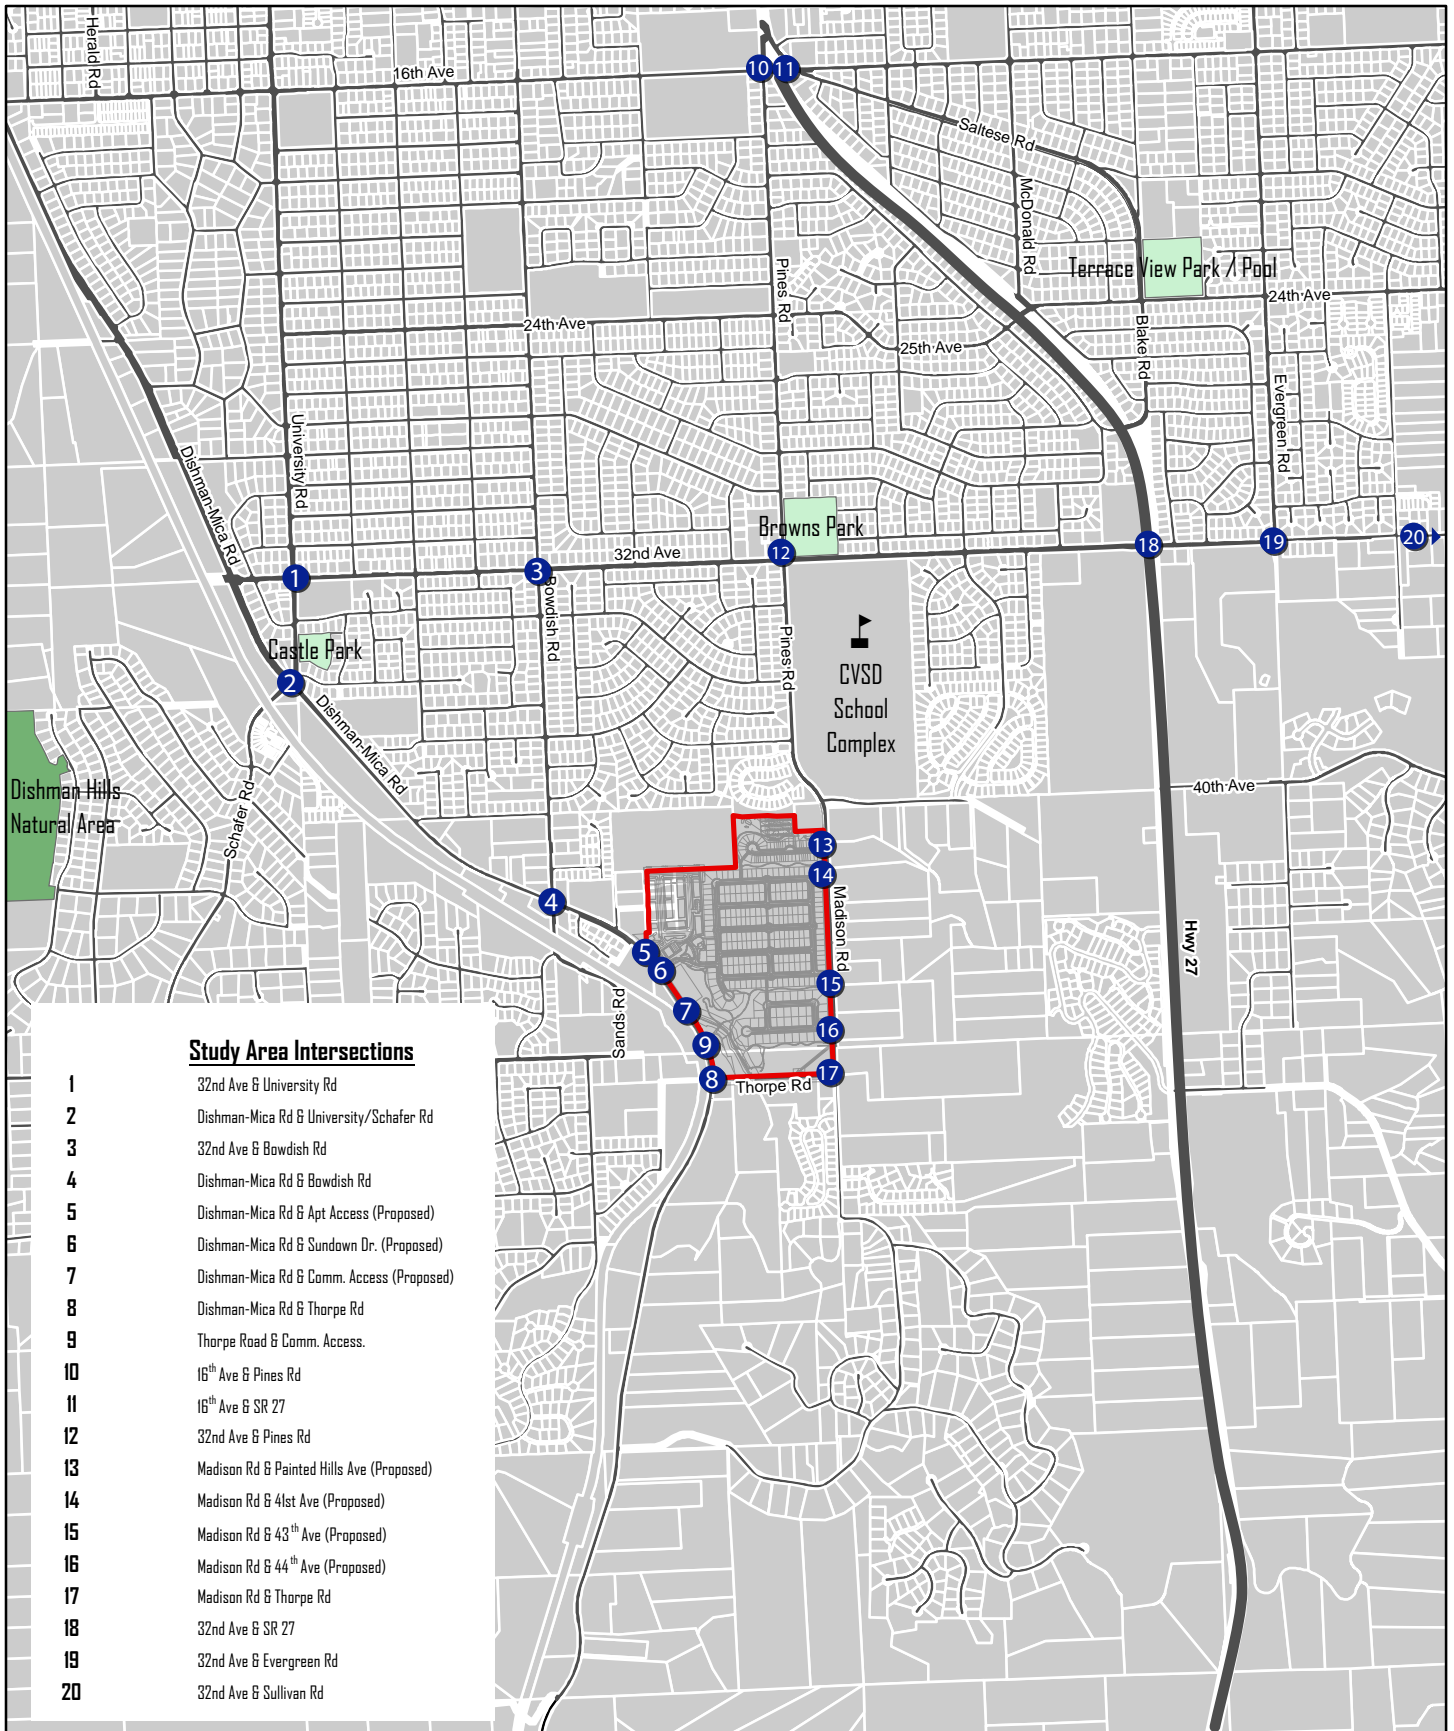 Herald Rd
16th Ave
10
11
Saltese Rd
McDonald Rd
Terrace View Park / Pool
Pines Rd
24th Ave
24th Ave
25th Ave
Blake Rd
Evergreen Rd
University Rd
Dishman-Mica Rd
Browns Park
32nd Ave
12
18
19
20
1
3
Bowdish Rd
Castle Park
2
Pines Rd
CVSD
School
Complex
Dishman-Mica Rd
Dishman Hills
Natural Area
Schafer Rd
40th Ave
13
14
Madison Rd
4
5
6
Hwy 27
15
7
16
Sands Rd
9
17
8
Thorpe Rd
Study Area Intersections
1 32nd Ave & University Rd
2 Dishman-Mica Rd & University/Schafer Rd
3 32nd Ave & Bowdish Rd
4 Dishman-Mica Rd & Bowdish Rd
5 Dishman-Mica Rd & Apt Access (Proposed)
6 Dishman-Mica Rd & Sundown Dr. (Proposed)
7 Dishman-Mica Rd & Comm. Access (Proposed)
8 Dishman-Mica Rd & Thorpe Rd
9 Thorpe Road & Comm. Access.
10 16th Ave & Pines Rd
11 16th Ave & SR 27
12 32nd Ave & Pines Rd
13 Madison Rd & Painted Hills Ave (Proposed)
14 Madison Rd & 41st Ave (Proposed)
15 Madison Rd & 43th Ave (Proposed)
16 Madison Rd & 44th Ave (Proposed)
17 Madison Rd & Thorpe Rd
18 32nd Ave & SR 27
19 32nd Ave & Evergreen Rd
20 32nd Ave & Sullivan Rd